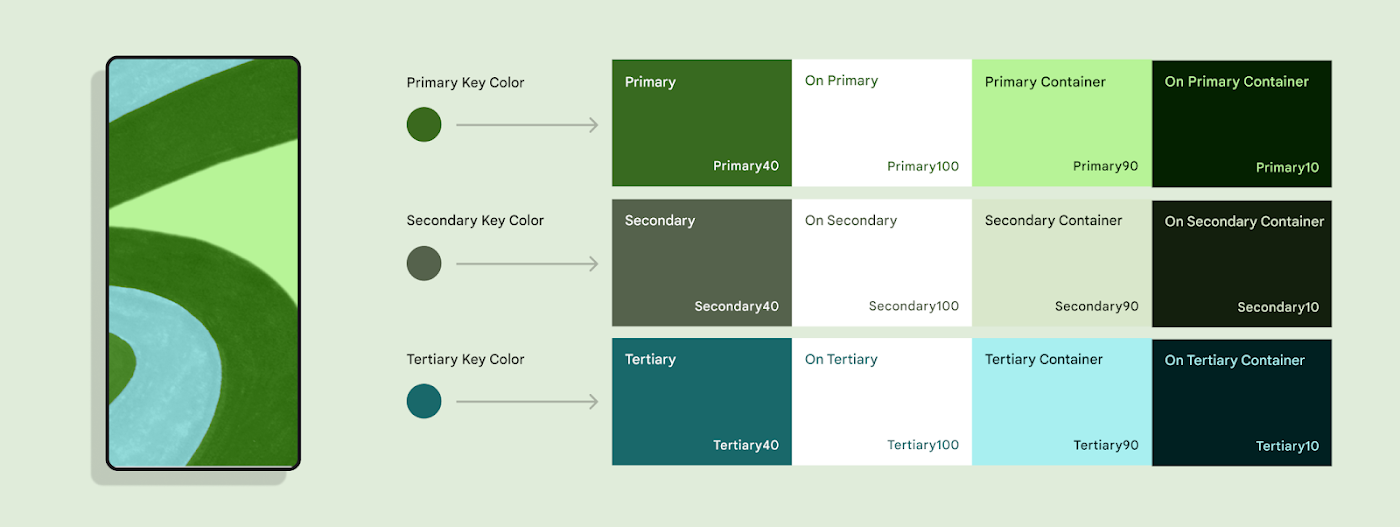 Primary Key Color
Primary
On Primary
Primary Container
On Primary Container
Primary40
Primary100
Primary90
Primary10
Secondary Key Color
Secondary
On Secondary
Secondary Container
On Secondary Container
Secondary40
Secondary100
Secondary90
Secondary10
Tertiary Key Color
Tertiary
On Tertiary
Tertiary Container
On Tertiary Container
Tertiary40
Tertiary100
Tertiary90
Tertiary10